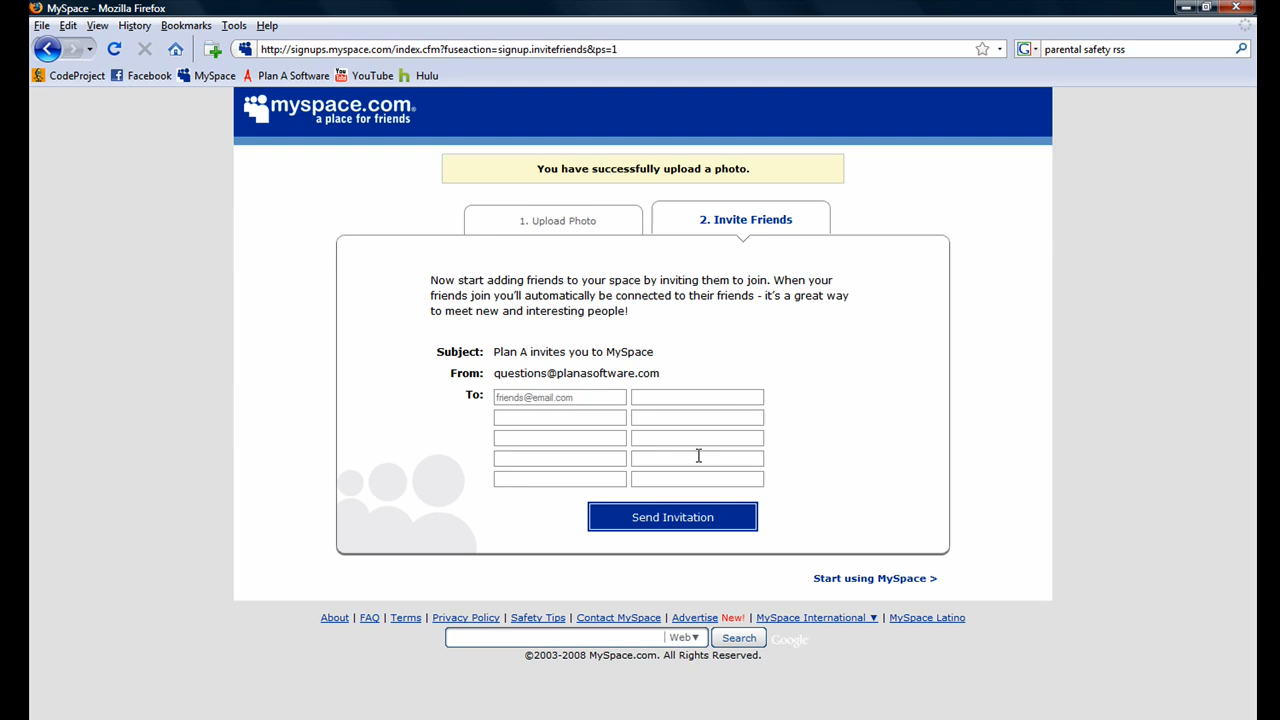 MySpace - Mozilla Firefox
File Edit View History Bookmarks Tools Help
http://signups.myspace.com/index.cfm?fuseaction=signup.invitefriends&ps=1
G parental safety rss
CodeProject Facebook MySpace Plan A Software You Tube YouTube h Hulu
myspace.com®
a place for friends
You have successfully upload a photo.
1. Upload Photo
2. Invite Friends
Now start adding friends to your space by inviting them to join. When your
friends join you'll automatically be connected to their friends - it's a great way
to meet new and interesting people!
Subject: Plan A invites you to MySpace
From: questions@planasoftware.com
To: friends@email.com
Send Invitation
Start using MySpace >
About | FAQ | Terms | Privacy Policy | Safety Tips | Contact MySpace | Advertise New! | MySpace International ▼ | MySpace Latino
Web▼ Search Google
©2003-2008 MySpace.com. All Rights Reserved.